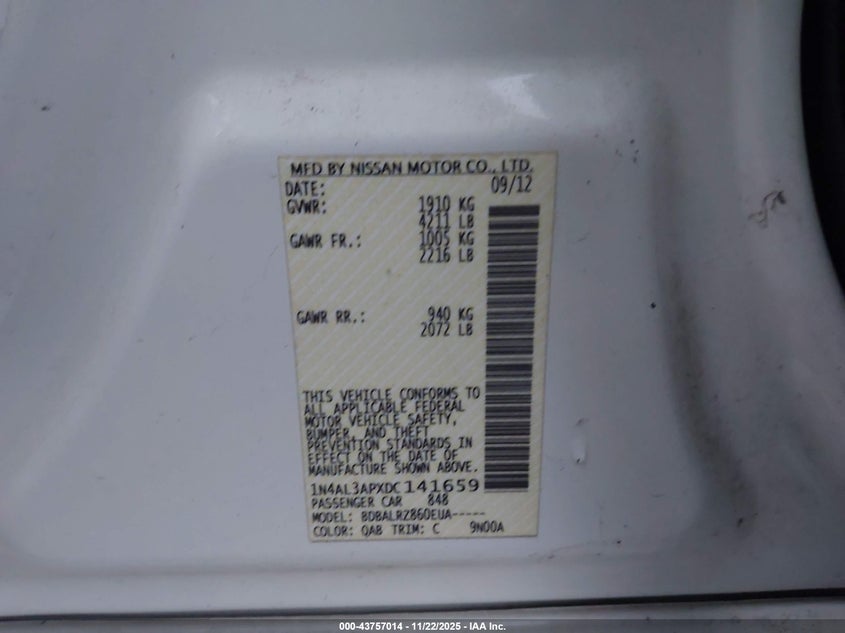 MFD BY NISSAN MOTOR CO., LTD.
DATE: 09/12
GVWR: 1910 KG
4211 LB
GAWR FR.: 1005 KG
2216 LB
GAWR RR.: 940 KG
2072 LB
THIS VEHICLE CONFORMS TO
ALL APPLICABLE FEDERAL
MOTOR VEHICLE SAFETY,
BUMPER, AND THEFT
PREVENTION STANDARDS IN
EFFECT ON THE DATE OF
MANUFACTURE SHOWN ABOVE.
1N4AL3APXDC141659
PASSENGER CAR 848
MODEL: BDBALRZ860EUA-----
COLOR: QAB TRIM: C 9N00A
000-43757014 - 11/22/2025 - IAA Inc.